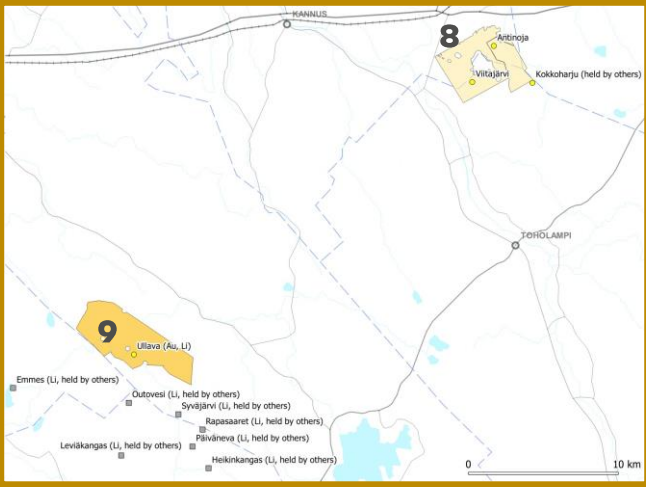 KANNUS
8
Antinoja
Viitajärvi
Kokkoharju (held by others)
TOHOLAMPI
9
Ullava (Au, Li)
Emmes (Li, held by others)
Outovesi (Li, held by others)
Syväjärvi (Li, held by others)
Rapasaaret (Li, held by others)
Päiväneva (Li, held by others)
Leviäkangas (Li, held by others)
Heikinkangas (Li, held by others)
0 10 km